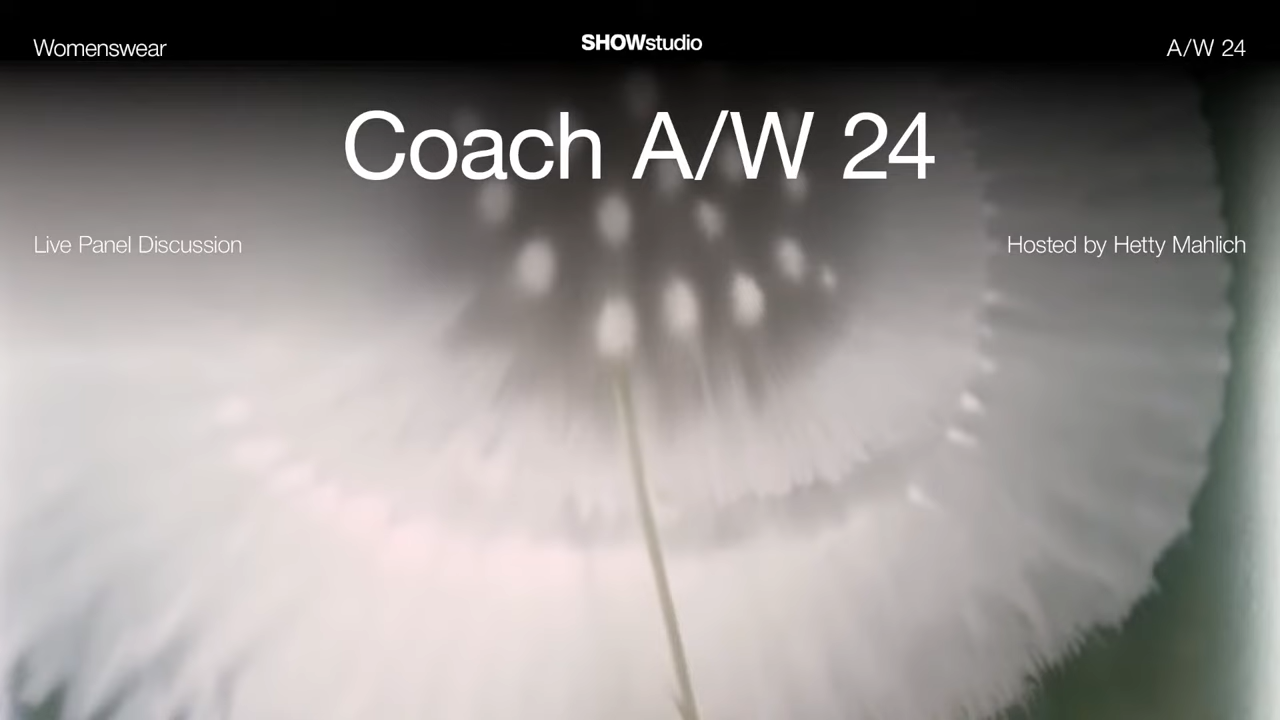 Womenswear
SHOWstudio
A/W 24
Coach A/W 24
Live Panel Discussion
Hosted by Hetty Mahlich